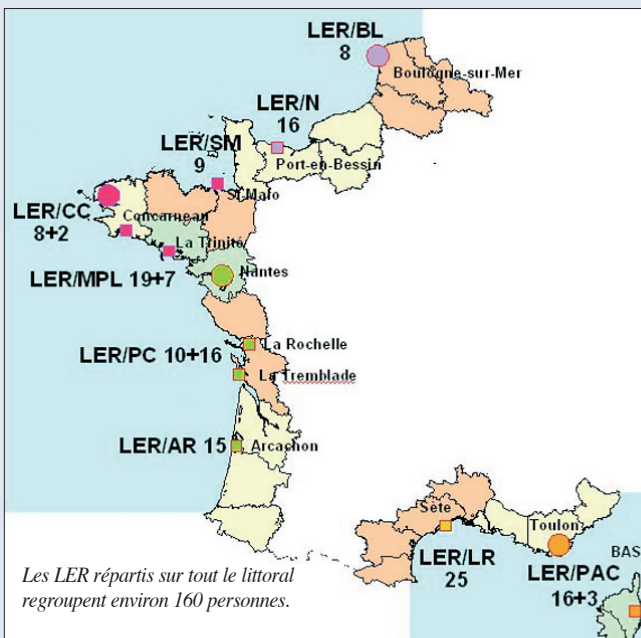 LER/BL
8
Boulogne-sur-Mer
LER/N
16
LER/SM
9
Port-en-Bessin
St-Malo
LER/CC
8+2
Concarneau
La Trinité
LER/MPL 19+7
Nantes
La Rochelle
LER/PC 10+16
La Tremblade
LER/AR 15
Arcachon
Sète
Toulon
LER/LR
25
BAS
LER/PAC
16+3
Les LER répartis sur tout le littoral
regroupent environ 160 personnes.